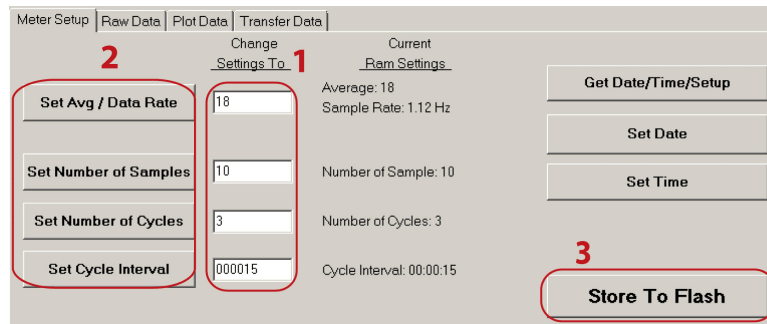 Meter Setup Raw Data Plot Data Transfer Data
Change Settings To
Current Ram Settings
2
1
Set Avg / Data Rate
18
Average: 18
Sample Rate: 1.12 Hz
Get Date/Time/Setup
Set Date
Set Number of Samples
10
Number of Sample: 10
Set Time
Set Number of Cycles
3
Number of Cycles: 3
Set Cycle Interval
000015
Cycle Interval: 00:00:15
3
Store To Flash